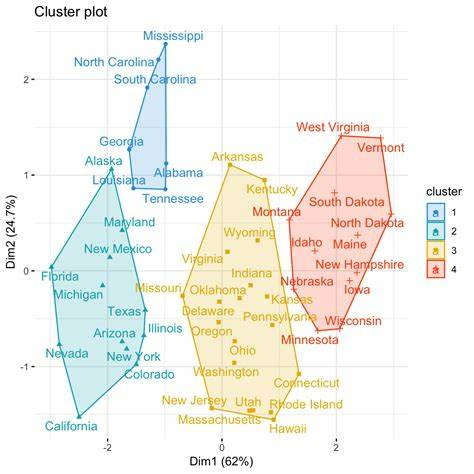 Cluster plot
Mississippi
North Carolina
South Carolina
Georgia
Alaska
Alabama
Louisiana
Tennessee
Maryland
New Mexico
Florida
Michigan
Texas
Arizona
Illinois
Nevada
New York
Colorado
California
Arkansas
Kentucky
Wyoming
Virginia
Indiana
Missouri
Oklahoma
Kansas
Delaware
Pennsylvania
Oregon
Ohio
Washington
Connecticut
New Jersey
Utah
Rhode Island
Massachusetts
Hawaii
West Virginia
Vermont
South Dakota
Montana
North Dakota
Idaho
Maine
New Hampshire
Nebraska
Iowa
Wisconsin
Minnesota
2
1
0
-1
Dim2 (24.7%)
-2
0
2
Dim1 (62%)
cluster
a 1
a 2
a 3
a 4